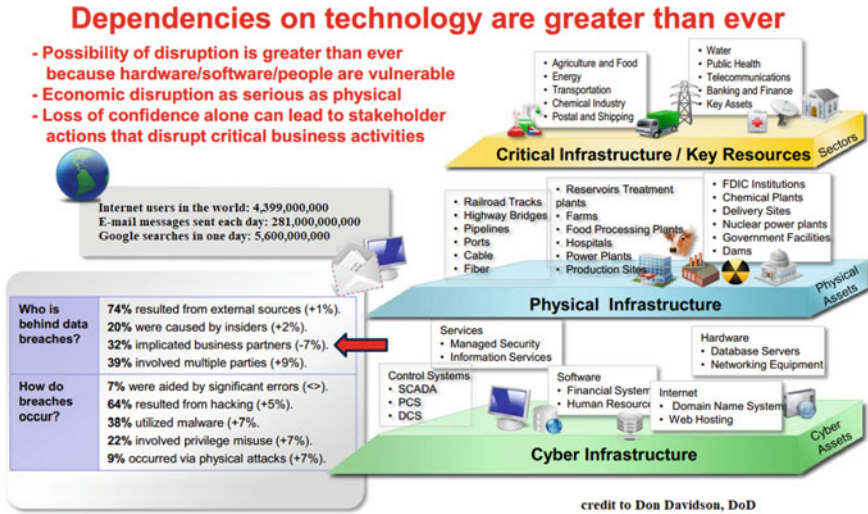 Dependencies on technology are greater than ever
- Possibility of disruption is greater than ever
because hardware/software/people are vulnerable
- Economic disruption as serious as physical
- Loss of confidence alone can lead to stakeholder
actions that disrupt critical business activities
• Agriculture and Food
• Energy
• Transportation
• Chemical Industry
• Postal and Shipping
• Water
• Public Health
• Telecommunications
• Banking and Finance
• Key Assets
Critical Infrastructure / Key Resources
Sectors
Internet users in the world: 4,399,000,000
E-mail messages sent each day: 281,000,000,000
Google searches in one day: 5,600,000,000
• Railroad Tracks
• Highway Bridges
• Pipelines
• Ports
• Cable
• Fiber
• Reservoirs Treatment
plants
• Farms
• Food Processing Plants
• Hospitals
• Power Plants
• Production Sites
• FDIC Institutions
• Chemical Plants
• Delivery Sites
• Nuclear power plants
• Government Facilities
• Dams
Physical Infrastructure
Physical
Assets
Who is
behind data
breaches?
74% resulted from external sources (+1%).
20% were caused by insiders (+2%).
32% implicated business partners (-7%).
39% involved multiple parties (+9%).
How do
breaches
occur?
7% were aided by significant errors (<>).
64% resulted from hacking (+5%).
38% utilized malware (+7%.
22% involved privilege misuse (+7%).
9% occurred via physical attacks (+7%).
Services
• Managed Security
• Information Services
Hardware
• Database Servers
• Networking Equipment
Control Systems
• SCADA
• PCS
• DCS
Software
• Financial System
• Human Resource
Internet
• Domain Name System
• Web Hosting
Cyber Infrastructure
Cyber
Assets
credit to Don Davidson, DoD